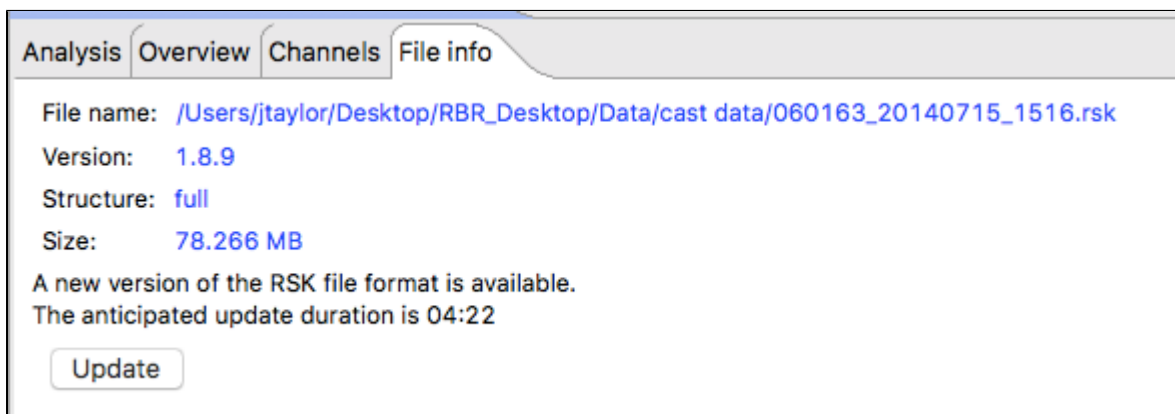 Analysis Overview Channels File info
File name: /Users/jtaylor/Desktop/RBR_Desktop/Data/cast data/060163_20140715_1516.rsk
Version: 1.8.9
Structure: full
Size: 78.266 MB
A new version of the RSK file format is available.
The anticipated update duration is 04:22
Update